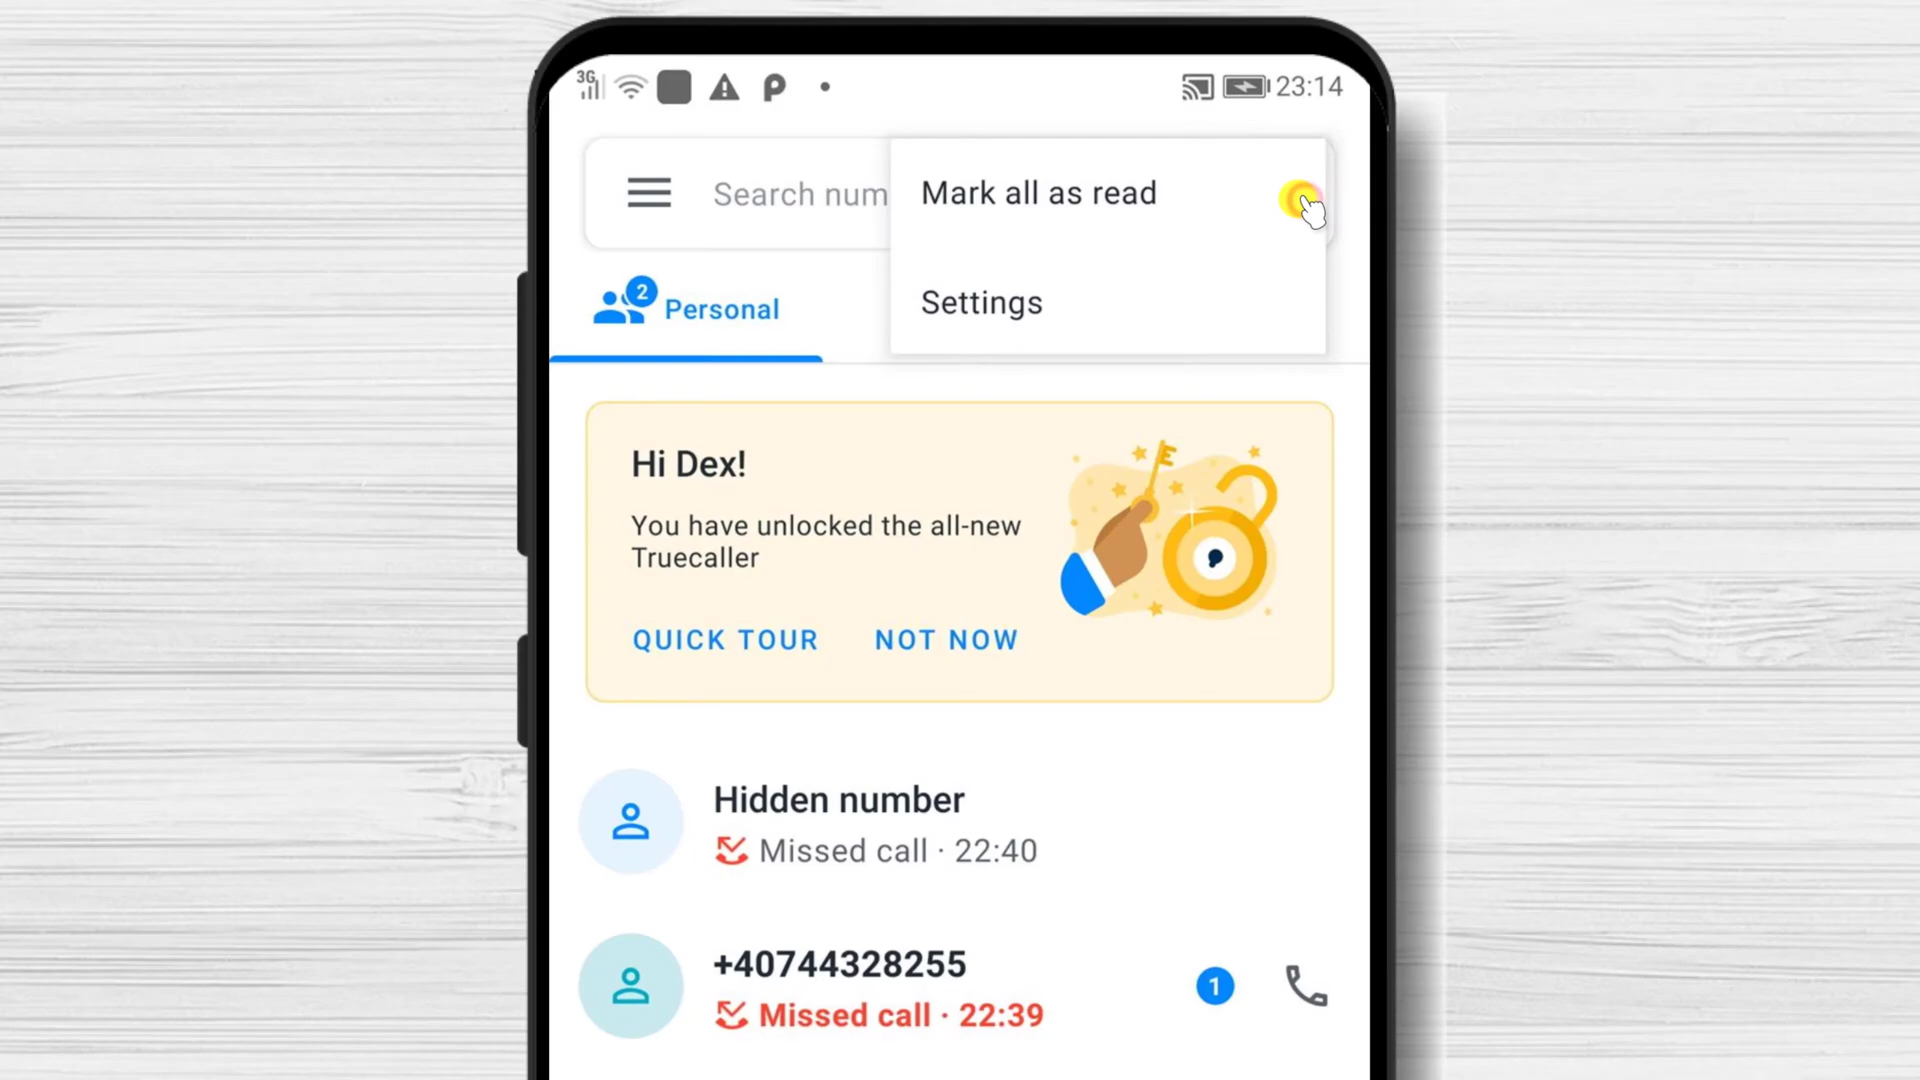 3G
23:14
Search num
Mark all as read
Settings
2
Personal
Hi Dex!
You have unlocked the all-new
Truecaller
QUICK TOUR NOT NOW
Hidden number
Missed call · 22:40
+40744328255
Missed call · 22:39
1